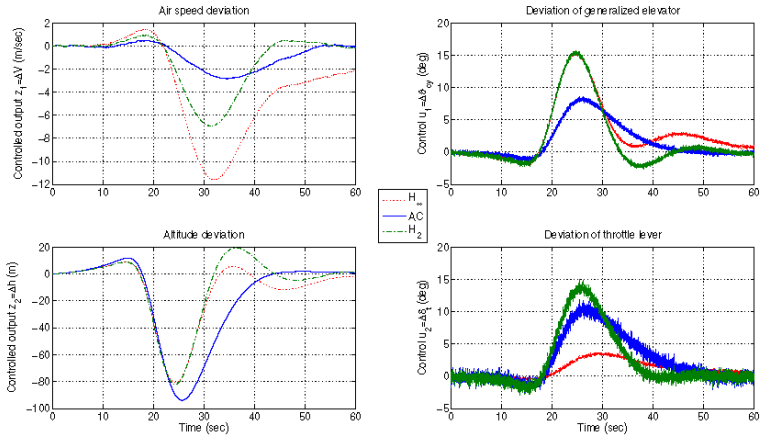 Air speed deviation
Controlled output z1=ΔV (m/sec)
2
0
-2
-4
-6
-8
-10
-12
0 10 20 30 40 50 60
Deviation of generalized elevator
Control u1=Δϑcy (deg)
20
15
10
5
0
-5
0 10 20 30 40 50 60
H∞
AC
H2
Altitude deviation
Controlled output z2=Δh (m)
20
0
-20
-40
-60
-80
-100
0 10 20 30 40 50 60
Time (sec)
Deviation of throttle lever
Control u2=Δδt (deg)
20
15
10
5
0
-5
0 10 20 30 40 50 60
Time (sec)